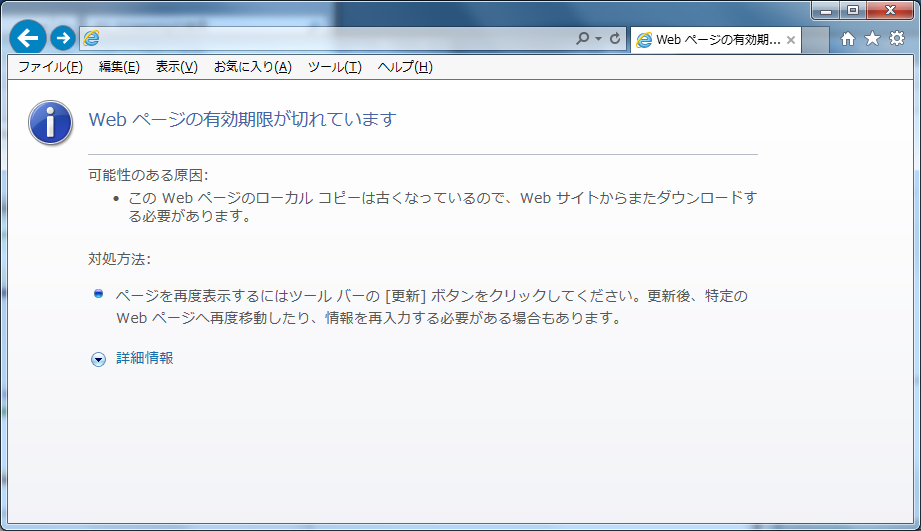 Web ページの有効期...
ファイル(F) 編集(E) 表示(V) お気に入り(A) ツール(T) ヘルプ(H)
Web ページの有効期限が切れています
可能性のある原因:
• この Web ページのローカル コピーは古くなっているので、Web サイトからまたダウンロードす
る必要があります。
対処方法:
ページを再度表示するにはツール バーの [更新] ボタンをクリックしてください。更新後、特定の
Web ページへ再度移動したり、情報を再入力する必要がある場合もあります。
詳細情報